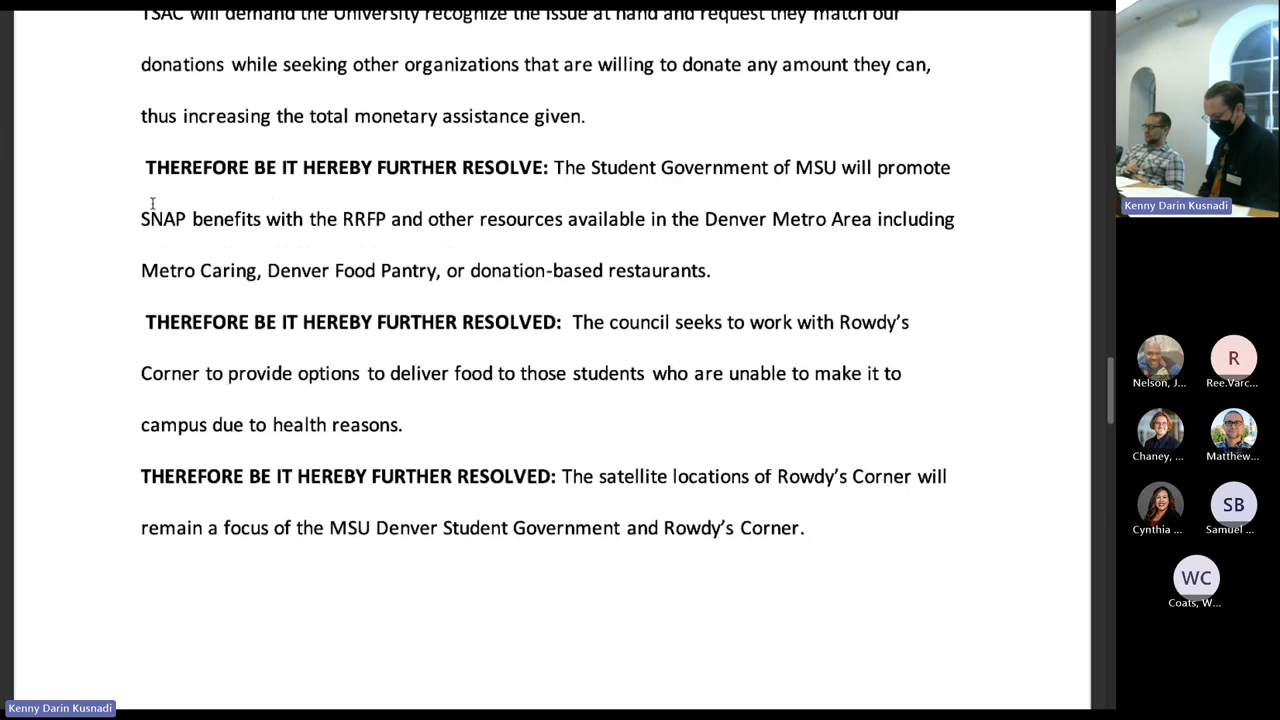 TSAC will demand the University recognize the issue at hand and request they match our
donations while seeking other organizations that are willing to donate any amount they can,
thus increasing the total monetary assistance given.
THEREFORE BE IT HEREBY FURTHER RESOLVE: The Student Government of MSU will promote
SNAP benefits with the RRFP and other resources available in the Denver Metro Area including
Metro Caring, Denver Food Pantry, or donation-based restaurants.
THEREFORE BE IT HEREBY FURTHER RESOLVED: The council seeks to work with Rowdy’s
Corner to provide options to deliver food to those students who are unable to make it to
campus due to health reasons.
THEREFORE BE IT HEREBY FURTHER RESOLVED: The satellite locations of Rowdy’s Corner will
remain a focus of the MSU Denver Student Government and Rowdy’s Corner.
Kenny Darin Kusnadi
Kenny Darin Kusnadi
R
Nelson, J...
Ree.Varc...
Chaney, ...
Matthew...
SB
Cynthia ...
Samuel ...
WC
Coats, W...